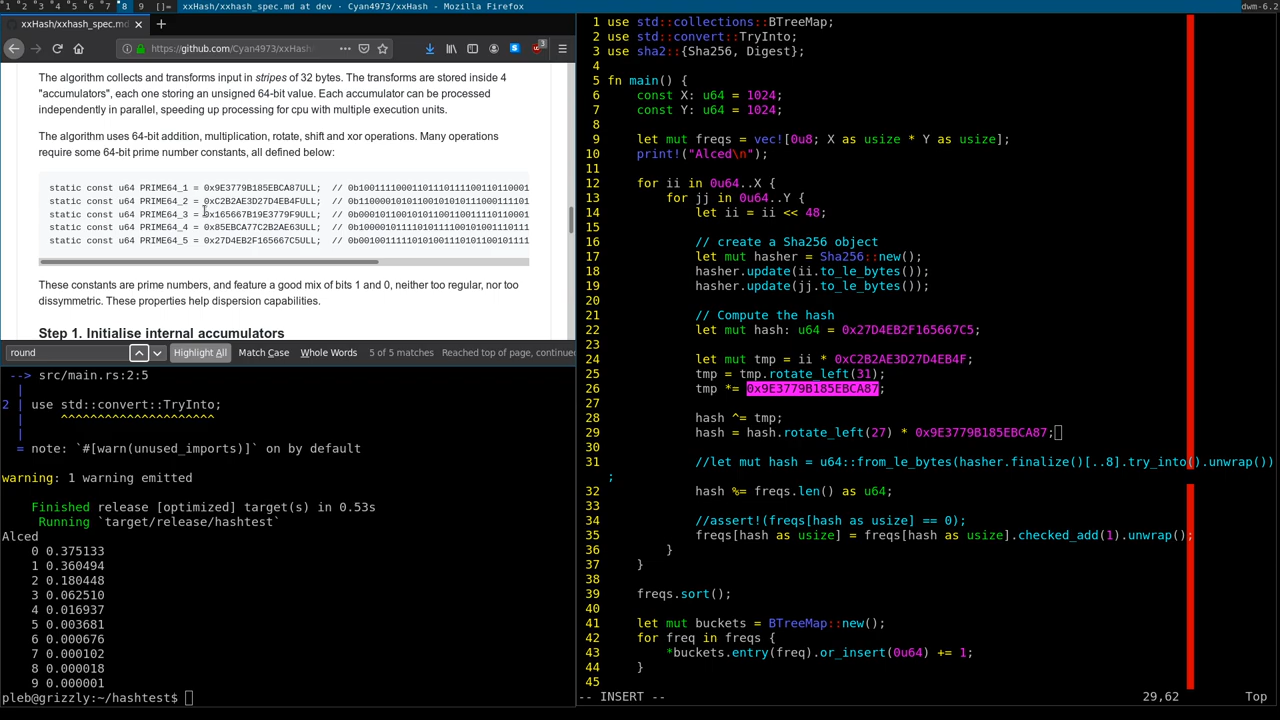 1 2 3 4 5 6 7 8 9 []= xxHash/xxhash_spec.md at dev · Cyan4973/xxHash - Mozilla Firefox dwm-6.2
xxHash/xxhash_spec.md
https://github.com/Cyan4973/xxHash
The algorithm collects and transforms input in stripes of 32 bytes. The transforms are stored inside 4
"accumulators", each one storing an unsigned 64-bit value. Each accumulator can be processed
independently in parallel, speeding up processing for cpu with multiple execution units.
The algorithm uses 64-bit addition, multiplication, rotate, shift and xor operations. Many operations
require some 64-bit prime number constants, all defined below:
static const u64 PRIME64_1 = 0x9E3779B185EBCA87ULL;  // 0b10011110001101110111100110110001
static const u64 PRIME64_2 = 0xC2B2AE3D27D4EB4FULL;  // 0b11000010101100101010111000111101
static const u64 PRIME64_3 = 0x165667B19E3779F9ULL;  // 0b00010110010101100110011110110001
static const u64 PRIME64_4 = 0x85EBCA77C2B2AE63ULL;  // 0b1000010111101011110010100111011
static const u64 PRIME64_5 = 0x27D4EB2F165667C5ULL;  // 0b0010011111010100111010110010111
These constants are prime numbers, and feature a good mix of bits 1 and 0, neither too regular, nor too
dissymmetric. These properties help dispersion capabilities.
Step 1. Initialise internal accumulators
round Highlight All Match Case Whole Words 5 of 5 matches Reached top of page, continued
--> src/main.rs:2:5
|
2 | use std::convert::TryInto;
|     ^^^^^^^^^^^^^^^^^^^^^
|
= note: `#[warn(unused_imports)]` on by default
warning: 1 warning emitted
Finished release [optimized] target(s) in 0.53s
Running `target/release/hashtest`
Alced
0 0.375133
1 0.360494
2 0.180448
3 0.062510
4 0.016937
5 0.003681
6 0.000676
7 0.000102
8 0.000018
9 0.000001
pleb@grizzly:~/hashtest$
1 use std::collections::BTreeMap;
2 use std::convert::TryInto;
3 use sha2::{Sha256, Digest};
4
5 fn main() {
6     const X: u64 = 1024;
7     const Y: u64 = 1024;
8
9     let mut freqs = vec![0u8; X as usize * Y as usize];
10     print!("Alced\n");
11
12     for ii in 0u64..X {
13         for jj in 0u64..Y {
14             let ii = ii << 48;
15
16             // create a Sha256 object
17             let mut hasher = Sha256::new();
18             hasher.update(ii.to_le_bytes());
19             hasher.update(jj.to_le_bytes());
20
21             // Compute the hash
22             let mut hash: u64 = 0x27D4EB2F165667C5;
23
24             let mut tmp = ii * 0xC2B2AE3D27D4EB4F;
25             tmp = tmp.rotate_left(31);
26             tmp *= 0x9E3779B185EBCA87;
27
28             hash ^= tmp;
29             hash = hash.rotate_left(27) * 0x9E3779B185EBCA87;
30
31             //let mut hash = u64::from_le_bytes(hasher.finalize()[..8].try_into().unwrap())
;
32             hash %= freqs.len() as u64;
33
34             //assert!(freqs[hash as usize] == 0);
35             freqs[hash as usize] = freqs[hash as usize].checked_add(1).unwrap();
36         }
37     }
38
39     freqs.sort();
40
41     let mut buckets = BTreeMap::new();
42     for freq in freqs {
43         *buckets.entry(freq).or_insert(0u64) += 1;
44     }
45
-- INSERT -- 29,62 Top